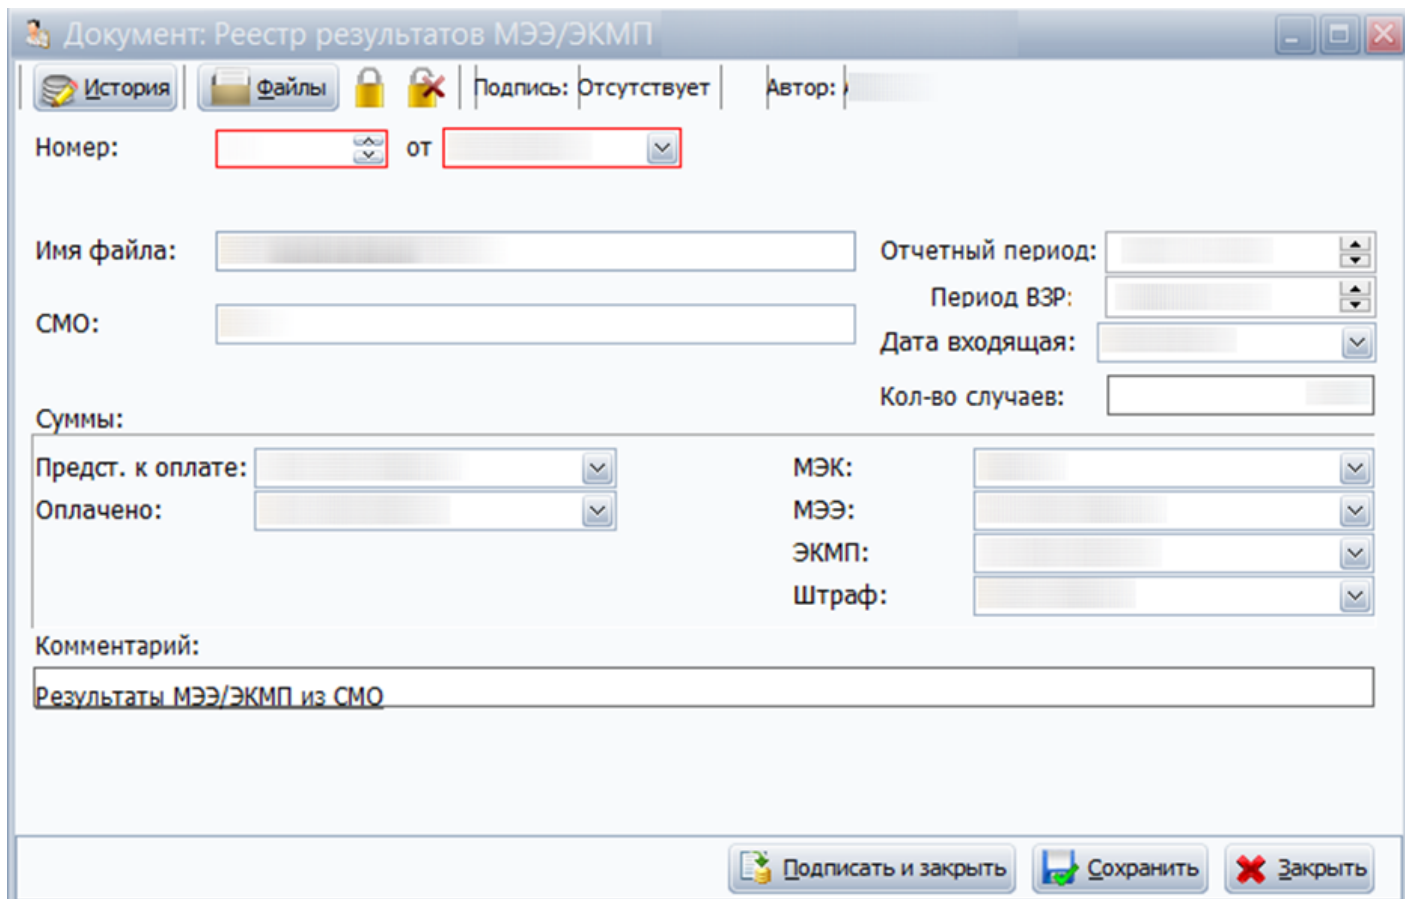 Документ: Реестр результатов МЭЭ/ЭКМП
История Файлы Подпись: Отсутствует Автор:
Номер: от
Имя файла: Отчетный период:
Период ВЗР:
СМО: Дата входящая:
Кол-во случаев:
Суммы:
Предст. к оплате: МЭК:
Оплачено: МЭЭ:
ЭКМП:
Штраф:
Комментарий:
Результаты МЭЭ/ЭКМП из СМО
Подписать и закрыть Сохранить Закрыть